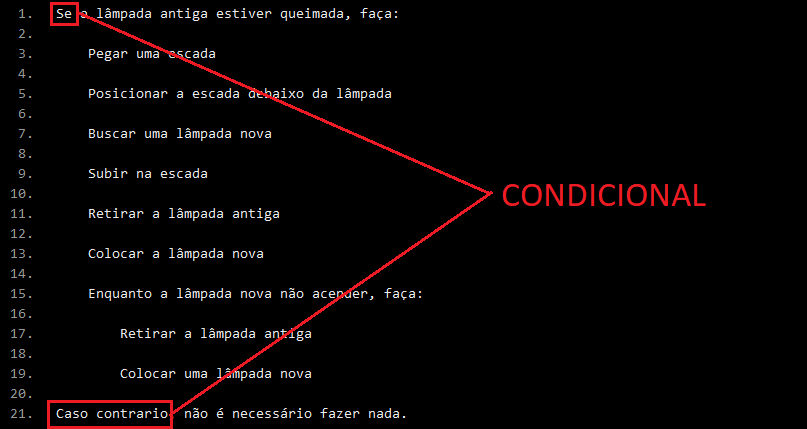 1. Se a lâmpada antiga estiver queimada, faça:
2.
3. Pegar uma escada
4.
5. Posicionar a escada debaixo da lâmpada
6.
7. Buscar uma lâmpada nova
8.
9. Subir na escada
10.
CONDICIONAL
11. Retirar a lâmpada antiga
12.
13. Colocar a lâmpada nova
14.
15. Enquanto a lâmpada nova não acender, faça:
16.
17. Retirar a lâmpada antiga
18.
19. Colocar uma lâmpada nova
20.
21. Caso contrario, não é necessário fazer nada.